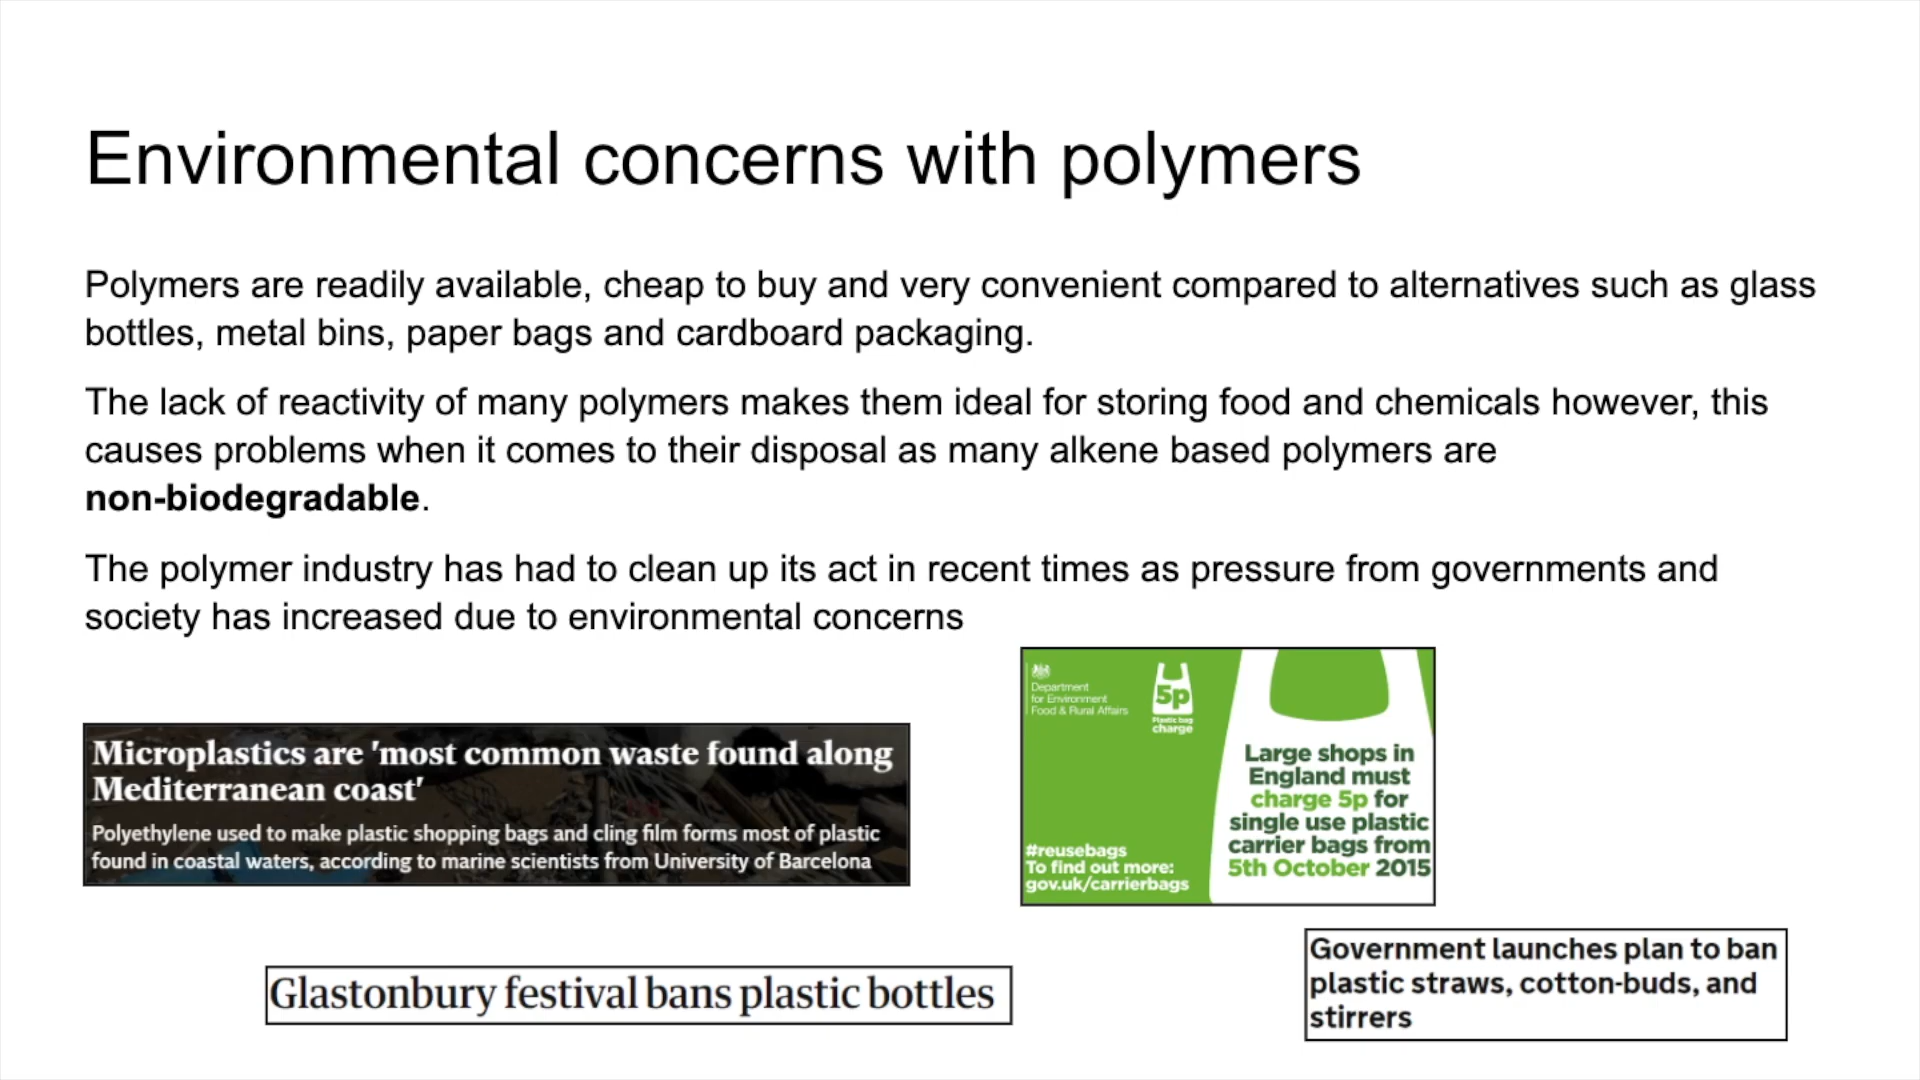 Environmental concerns with polymers
Polymers are readily available, cheap to buy and very convenient compared to alternatives such as glass
bottles, metal bins, paper bags and cardboard packaging.
The lack of reactivity of many polymers makes them ideal for storing food and chemicals however, this
causes problems when it comes to their disposal as many alkene based polymers are
non-biodegradable.
The polymer industry has had to clean up its act in recent times as pressure from governments and
society has increased due to environmental concerns
Microplastics are 'most common waste found along
Mediterranean coast'
Polyethylene used to make plastic shopping bags and cling film forms most of plastic
found in coastal waters, according to marine scientists from University of Barcelona
Department
for Environment
Food & Rural Affairs
5p
Plastic bag
charge
Large shops in
England must
charge 5p for
single use plastic
carrier bags from
5th October 2015
#reusebags
To find out more:
gov.uk/carrierbags
Glastonbury festival bans plastic bottles
Government launches plan to ban
plastic straws, cotton-buds, and
stirrers